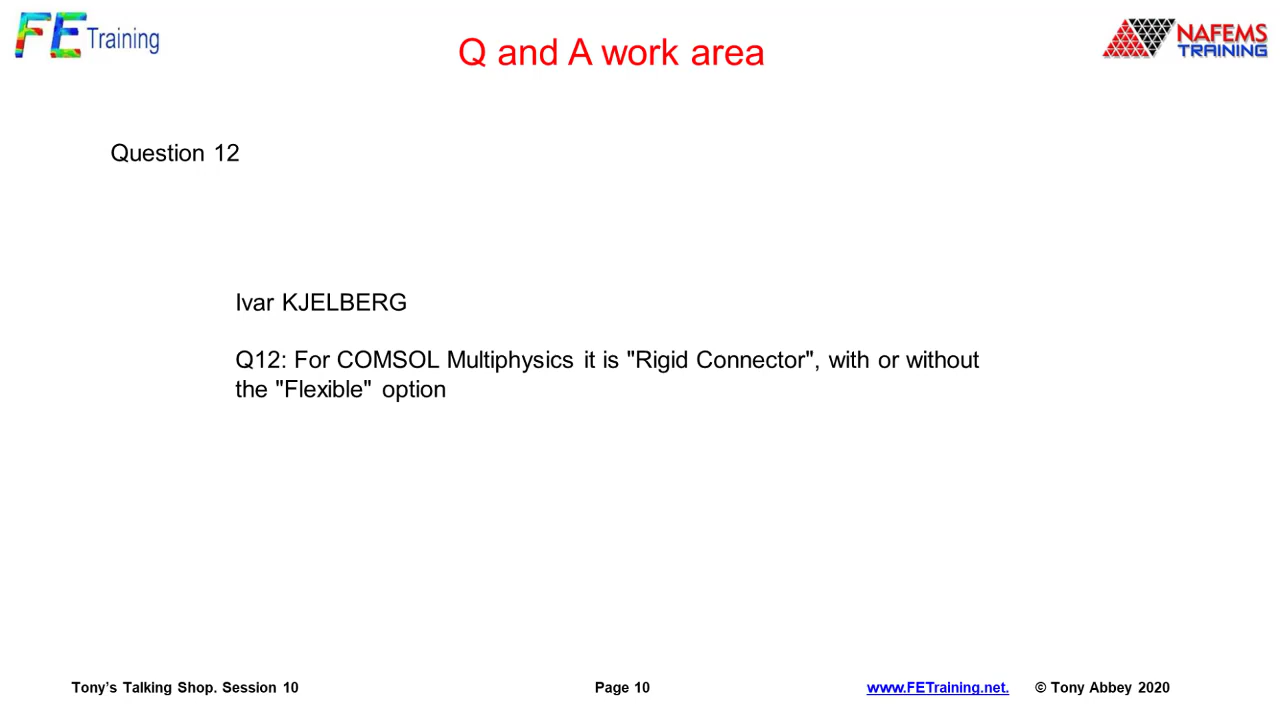 FE Training
Q and A work area
NAFEMS
TRAINING
Question 12
Ivar KJELBERG
Q12: For COMSOL Multiphysics it is "Rigid Connector", with or without
the "Flexible" option
Tony’s Talking Shop. Session 10
Page 10
www.FETraining.net.
© Tony Abbey 2020